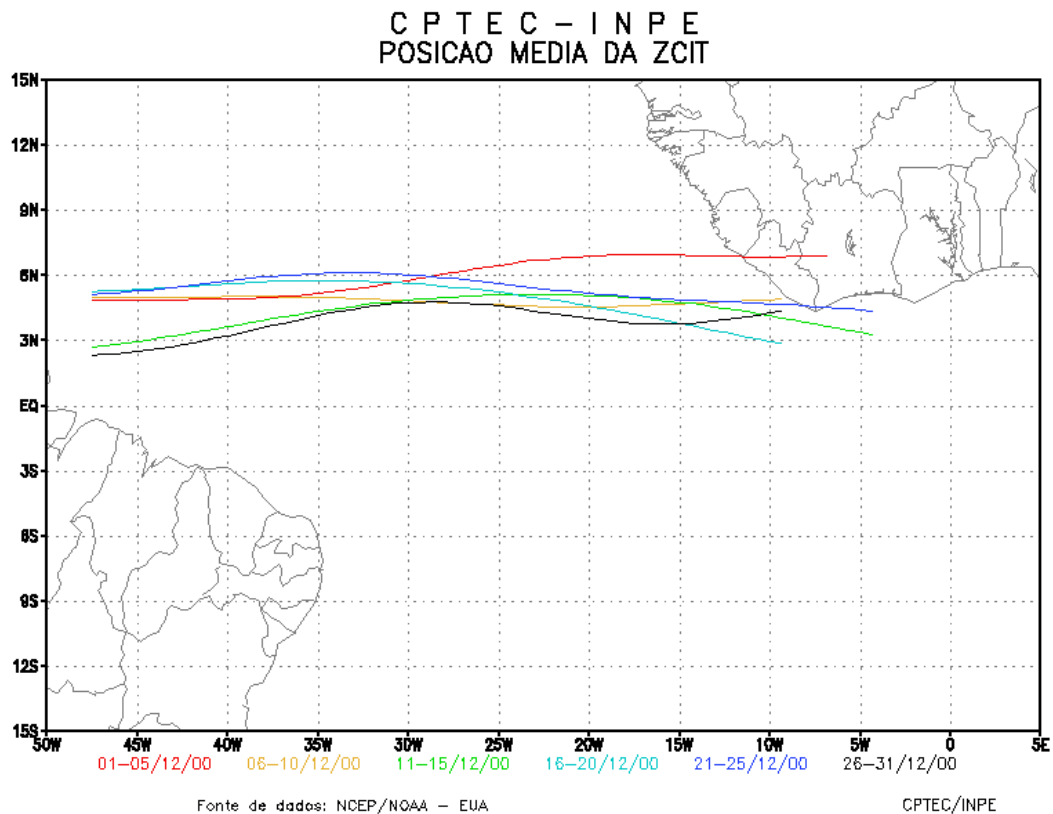 C P T E C – I N P E
POSICAO MEDIA DA ZCIT
15N
12N
9N
6N
3N
EQ
3S
6S
9S
12S
15S
50W 45W 40W 35W 30W 25W 20W 15W 10W 5W 0 5E
01–05/12/00 06–10/12/00 11–15/12/00 16–20/12/00 21–25/12/00 26–31/12/00
Fonte de dados: NCEP/NOAA – EUA CPTEC/INPE